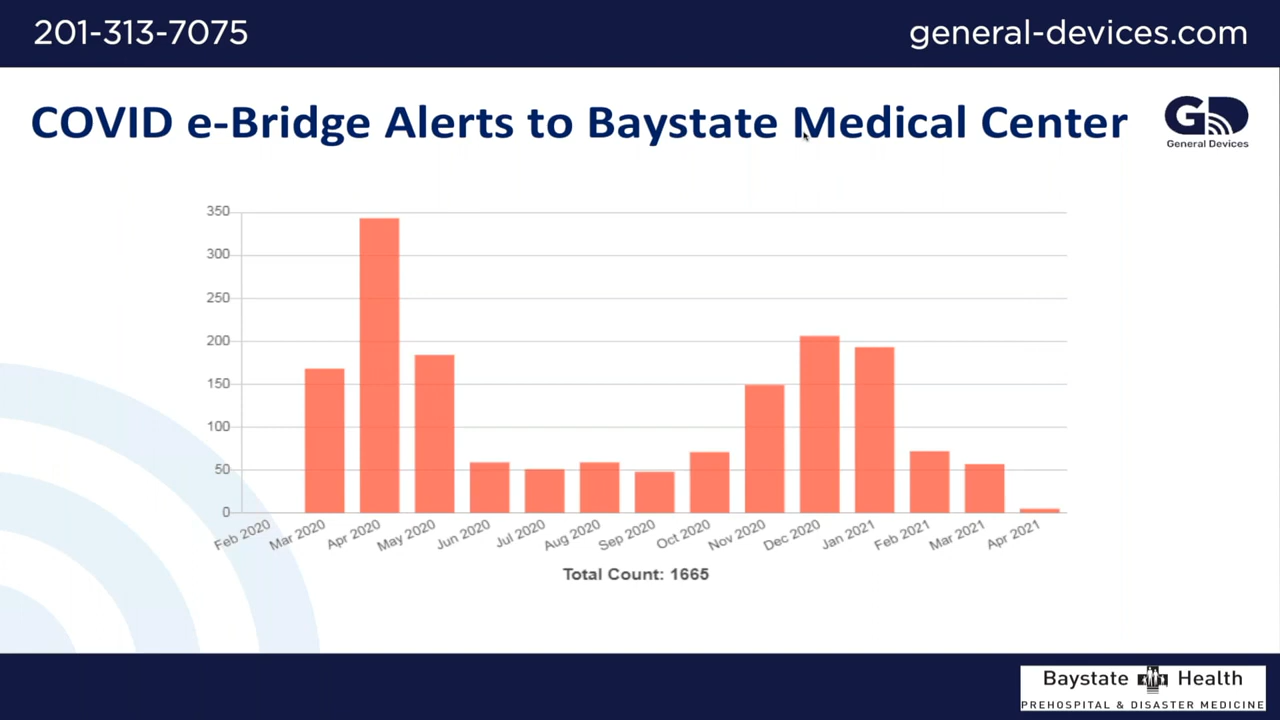 201-313-7075
general-devices.com
COVID e-Bridge Alerts to Baystate Medical Center
GD
General Devices
350
300
250
200
150
100
50
0
Feb 2020
Mar 2020
Apr 2020
May 2020
Jun 2020
Jul 2020
Aug 2020
Sep 2020
Oct 2020
Nov 2020
Dec 2020
Jan 2021
Feb 2021
Mar 2021
Apr 2021
Total Count: 1665
Baystate Health
PREHOSPITAL & DISASTER MEDICINE